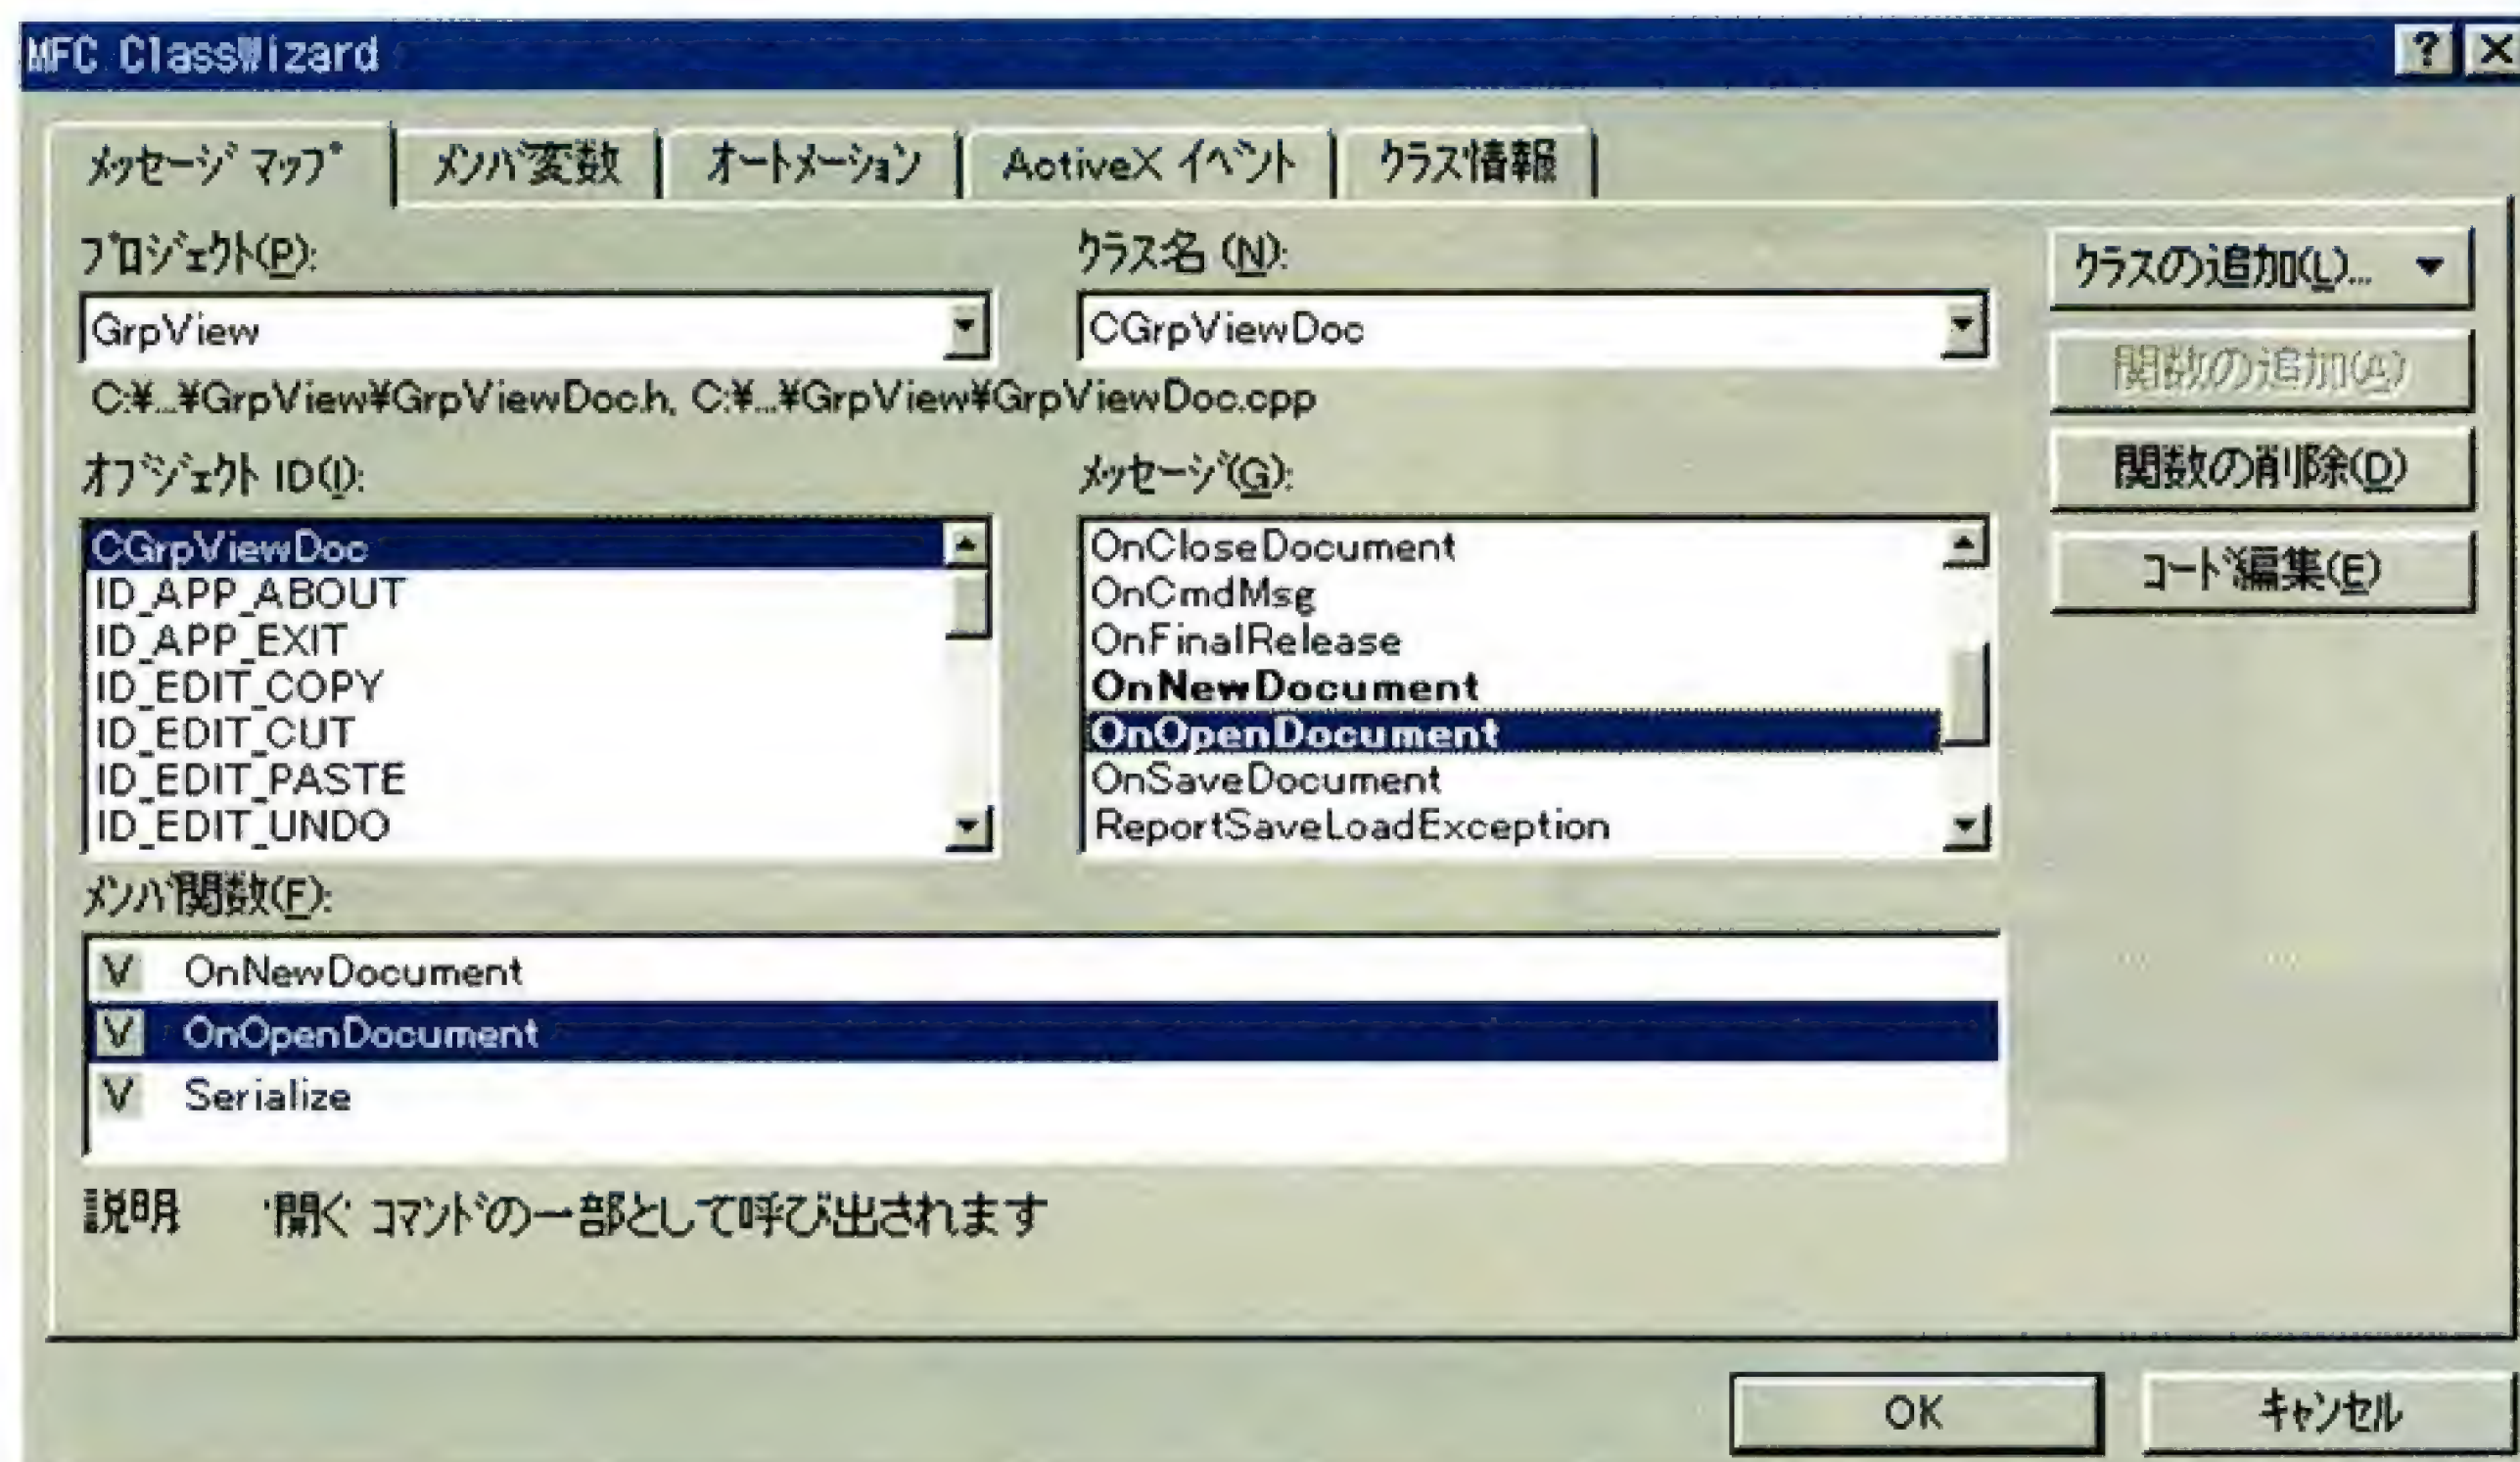 MFC ClassWizard
メッセージ マップ メンバ変数 オートメーション ActiveX イベント クラス情報
プロジェクト(P): クラス名 (N):
GrpView CGrpViewDoc クラスの追加(L)...
C:¥...¥GrpView¥GrpViewDoc.h, C:¥...¥GrpView¥GrpViewDoc.cpp
関数の追加(A)
オブジェクト ID(I): メッセージ(G):
関数の削除(D)
コード編集(E)
CGrpViewDoc
ID_APP_ABOUT
ID_APP_EXIT
ID_EDIT_COPY
ID_EDIT_CUT
ID_EDIT_PASTE
ID_EDIT_UNDO
OnCloseDocument
OnCmdMsg
OnFinalRelease
OnNewDocument
OnOpenDocument
OnSaveDocument
ReportSaveLoadException
メンバ関数(F):
V OnNewDocument
V OnOpenDocument
V Serialize
説明 '開く' コマンドの一部として呼び出されます
OK キャンセル